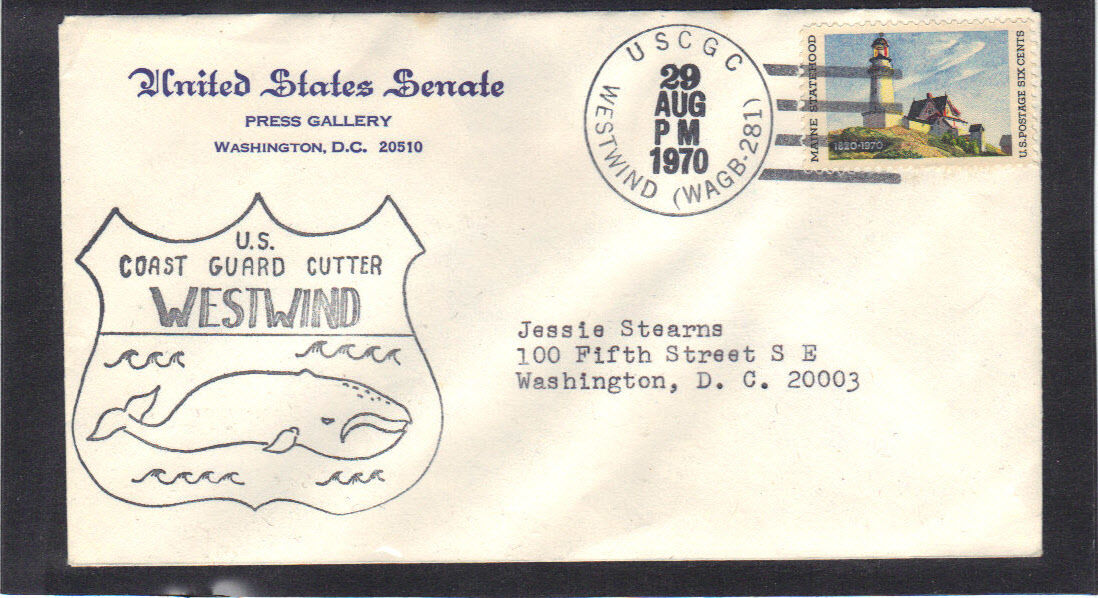 United States Senate
PRESS GALLERY
WASHINGTON, D.C. 20510
USCGC
WESTWIND (WAGB-281)
29
AUG
PM
1970
MAINE STATEHOOD
1820-1970
U.S. POSTAGE SIX CENTS
U.S.
COAST GUARD CUTTER
WESTWIND
Jessie Stearns
100 Fifth Street S E
Washington, D. C. 20003